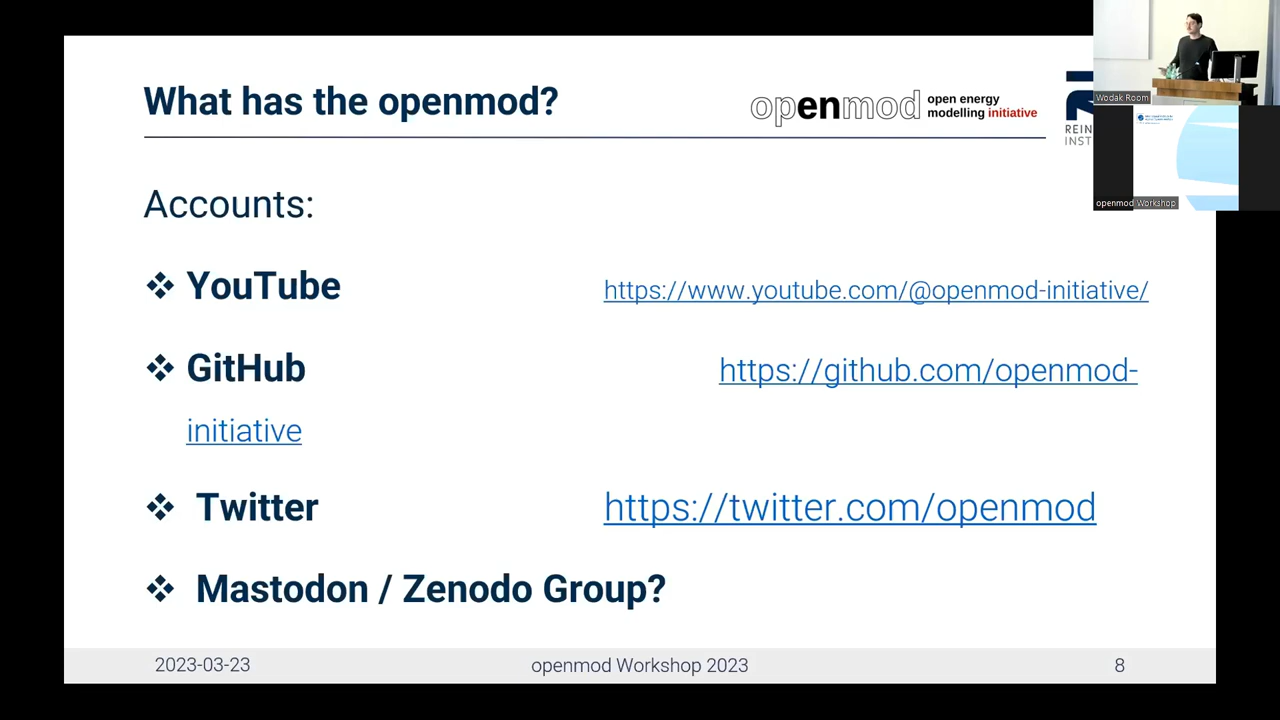 What has the openmod?
openmod
open energy
modelling initiative
REIN
INST
Wodak Room
openmod Workshop
Accounts:
❖ YouTube https://www.youtube.com/@openmod-initiative/
❖ GitHub https://github.com/openmod-
initiative
❖ Twitter https://twitter.com/openmod
❖ Mastodon / Zenodo Group?
2023-03-23 openmod Workshop 2023 8